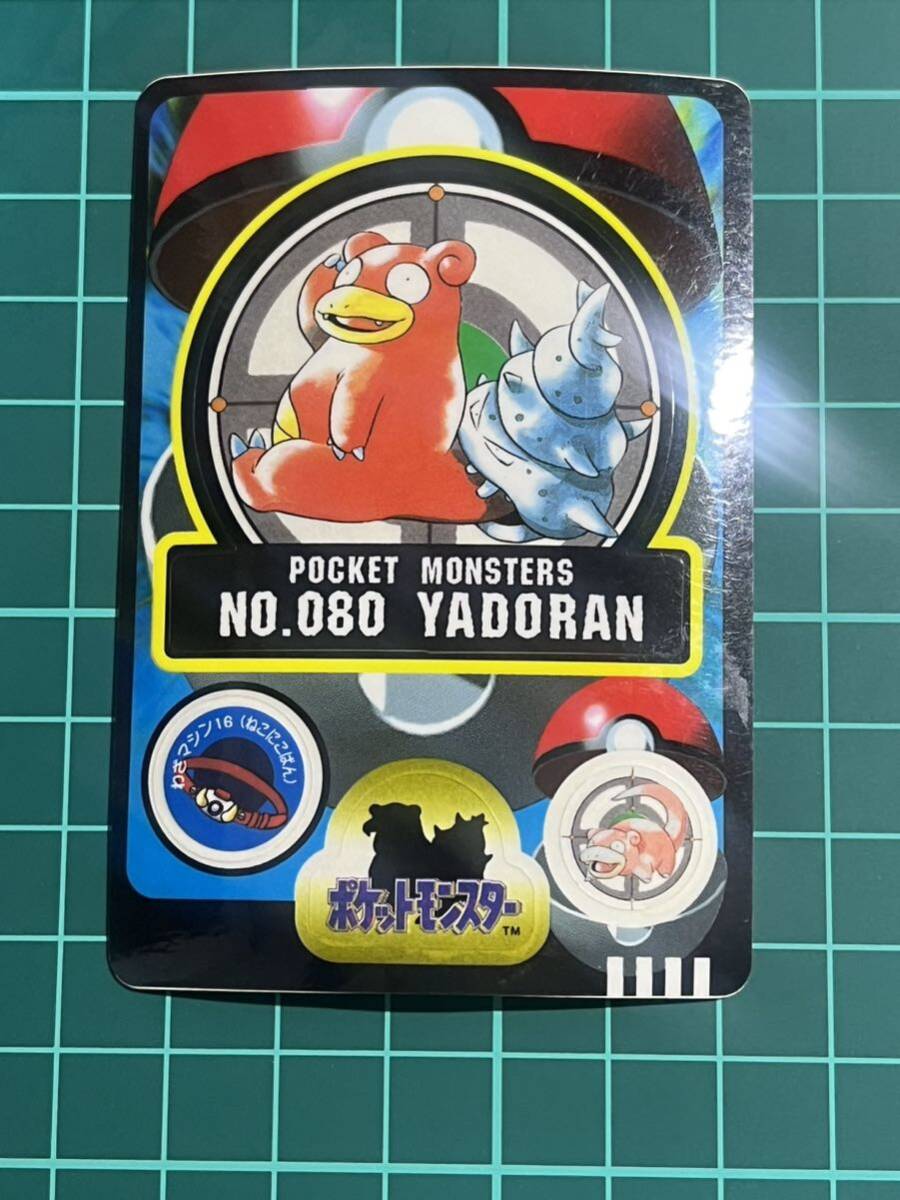 POCKET MONSTERS
NO.080 YADORAN
わざマシン16(ねこにこばん)
ポケットモンスター
TM